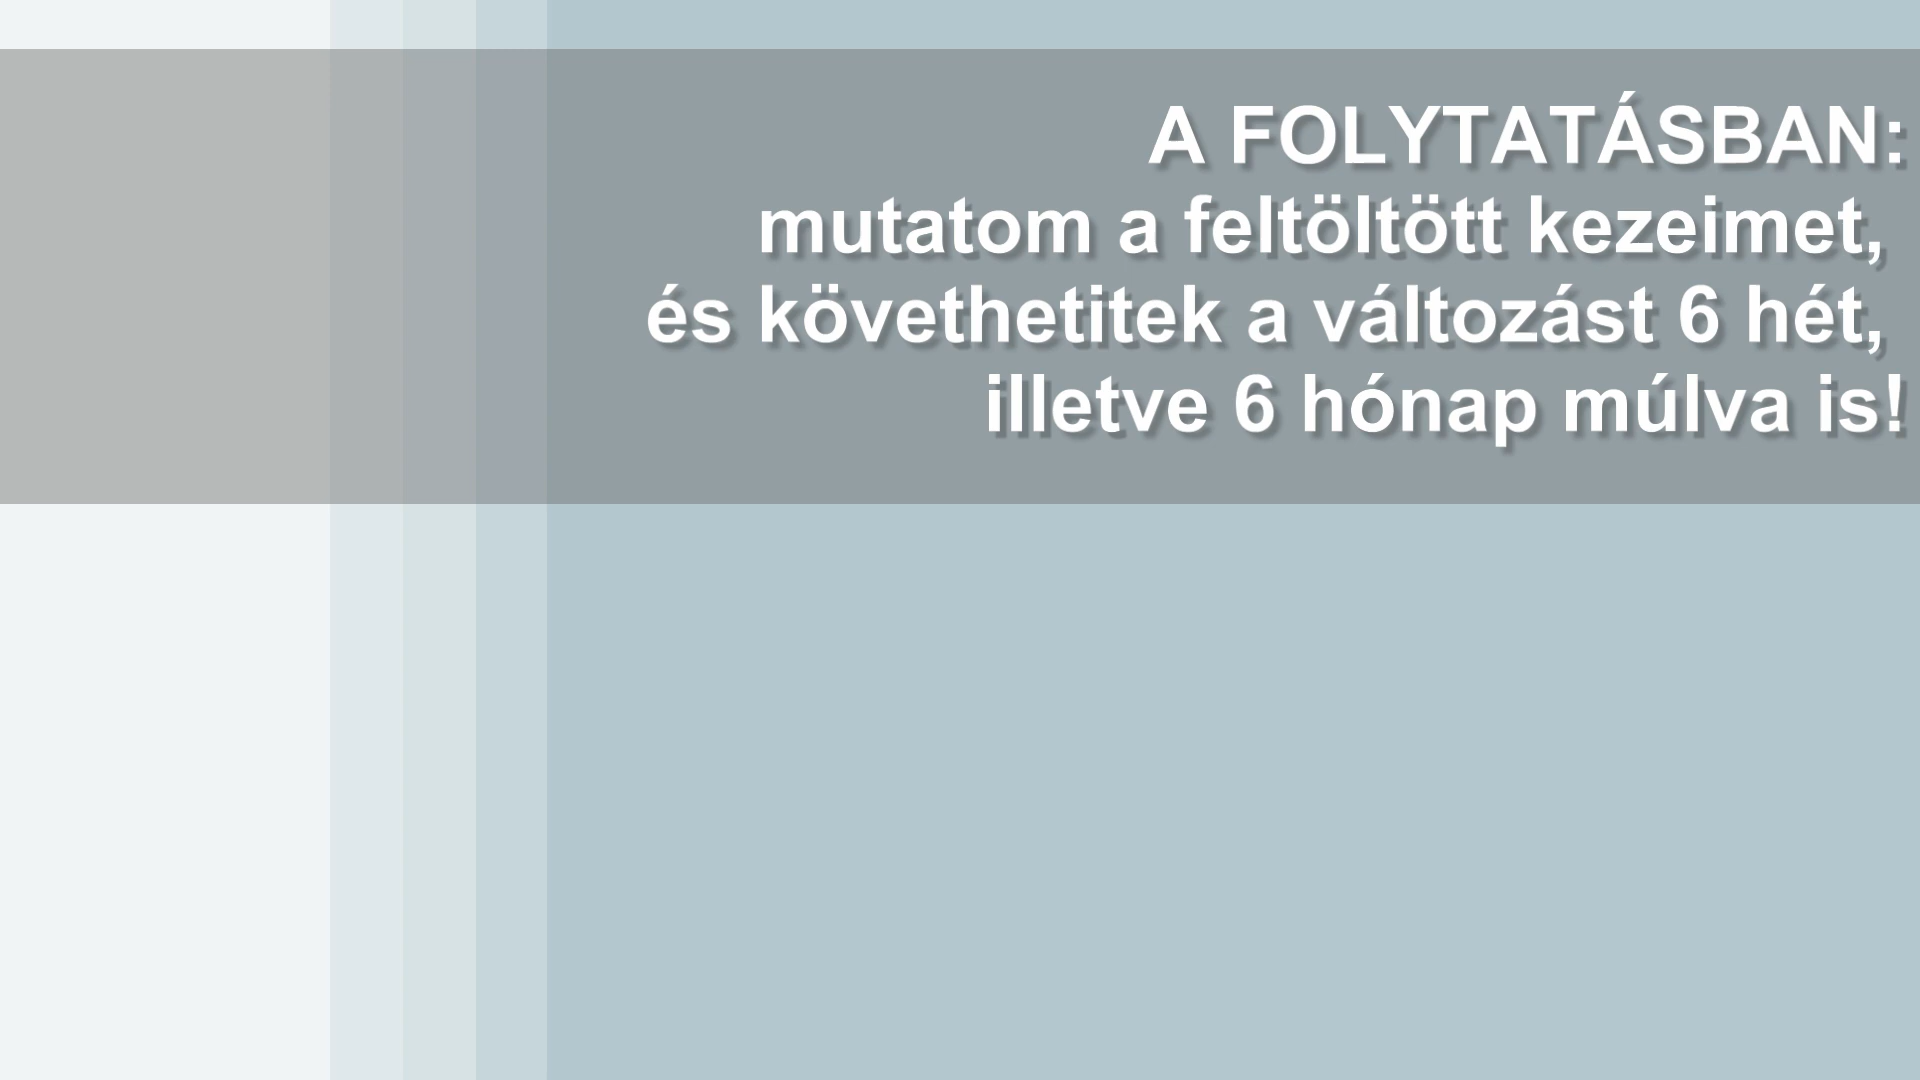 A FOLYTATÁSBAN:
mutatom a feltöltött kezeimet,
és követhetitek a változást 6 hét,
illetve 6 hónap múlva is!